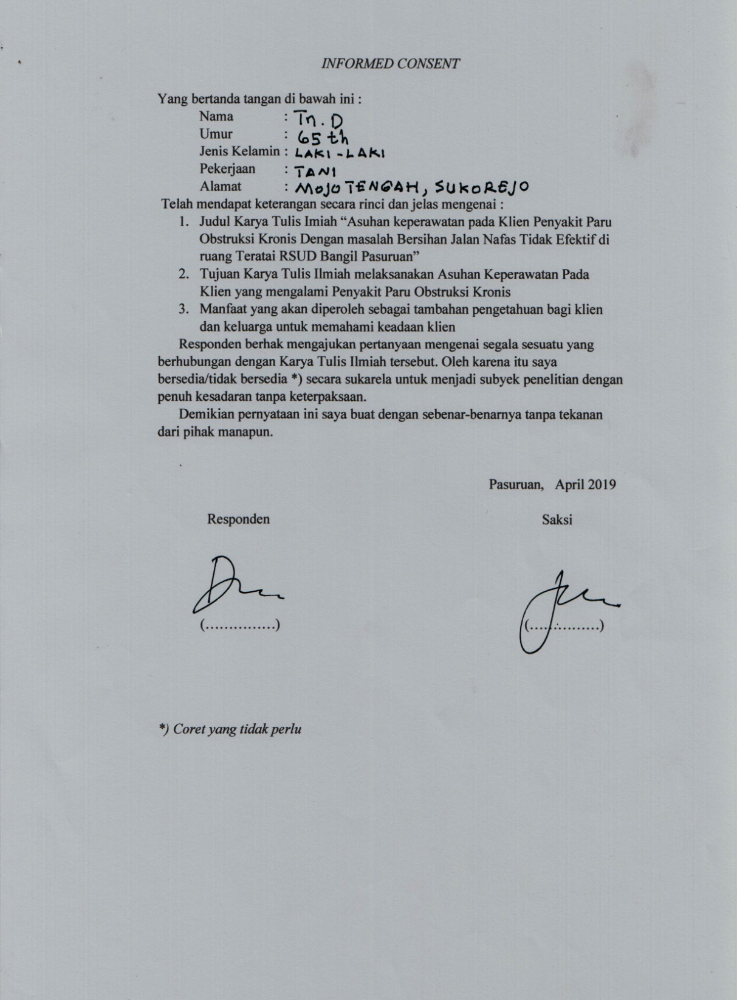 INFORMED CONSENT
Yang bertanda tangan di bawah ini :
Nama : Tn. D
Umur : 65 th
Jenis Kelamin : LAKI - LAKI
Pekerjaan : TANI
Alamat : MOJO TENGAH, SUKOREJO
Telah mendapat keterangan secara rinci dan jelas mengenai :
1. Judul Karya Tulis Imiah “Asuhan keperawatan pada Klien Penyakit Paru
Obstruksi Kronis Dengan masalah Bersihan Jalan Nafas Tidak Efektif di
ruang Teratai RSUD Bangil Pasuruan”
2. Tujuan Karya Tulis Ilmiah melaksanakan Asuhan Keperawatan Pada
Klien yang mengalami Penyakit Paru Obstruksi Kronis
3. Manfaat yang akan diperoleh sebagai tambahan pengetahuan bagi klien
dan keluarga untuk memahami keadaan klien
Responden berhak mengajukan pertanyaan mengenai segala sesuatu yang
berhubungan dengan Karya Tulis Ilmiah tersebut. Oleh karena itu saya
bersedia/tidak bersedia *) secara sukarela untuk menjadi subyek penelitian dengan
penuh kesadaran tanpa keterpaksaan.
Demikian pernyataan ini saya buat dengan sebenar-benarnya tanpa tekanan
dari pihak manapun.
Pasuruan, April 2019
Responden Saksi
(...............) (...............)
*) Coret yang tidak perlu